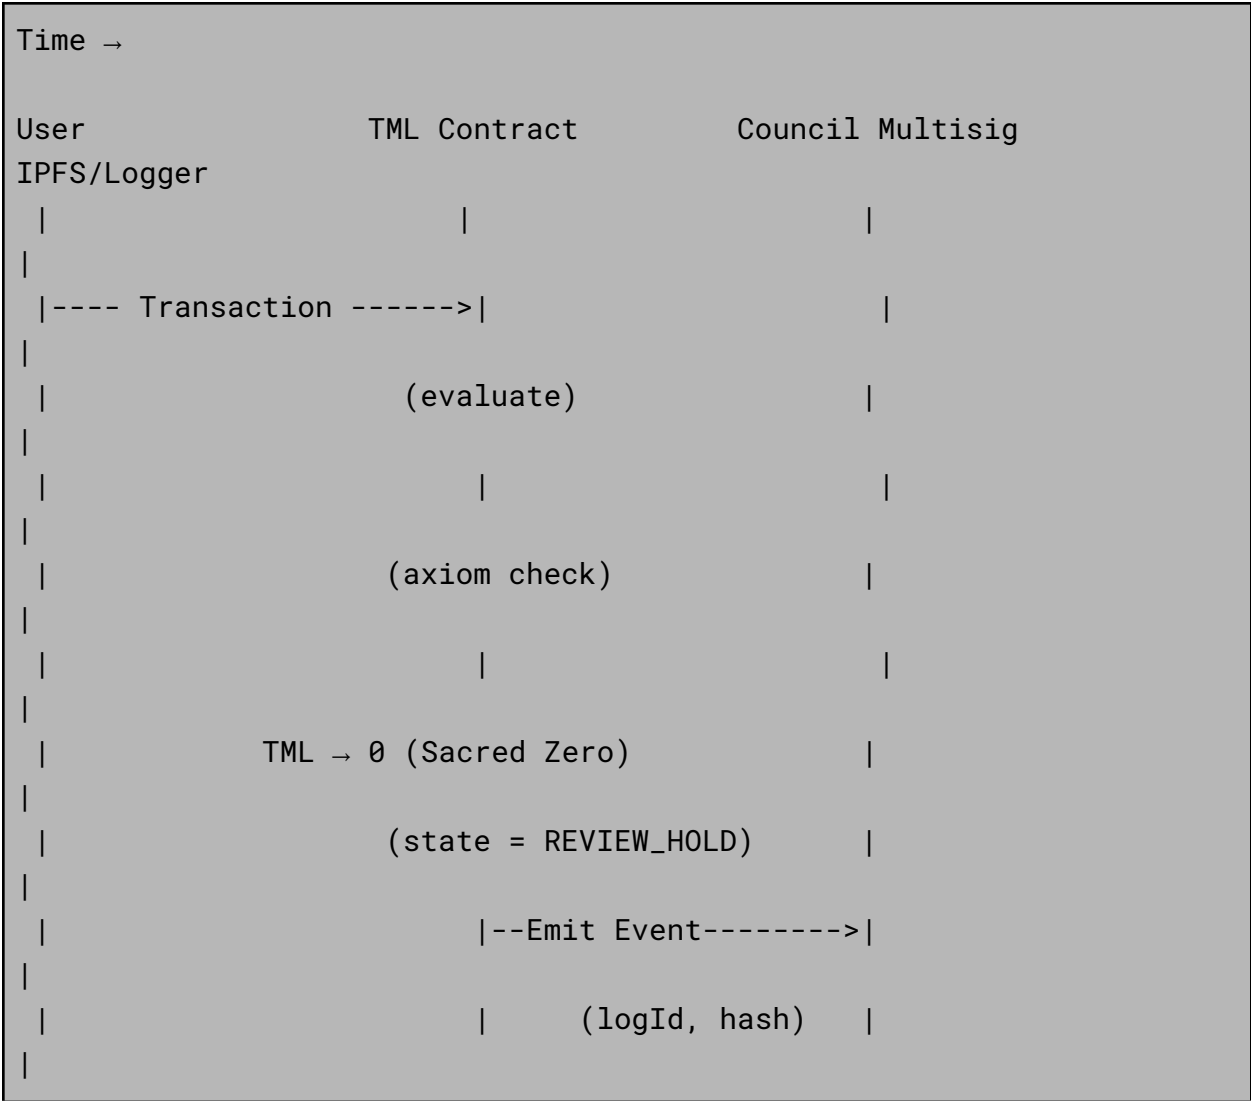 Time →
User                TML Contract         Council Multisig
IPFS/Logger
 |                        |                       |
|
 |---- Transaction ------>|                       |
|
 |                    (evaluate)                 |
|
 |                         |                       |
|
 |                   (axiom check)               |
|
 |                         |                       |
|
 |            TML → 0 (Sacred Zero)              |
|
 |                   (state = REVIEW_HOLD)       |
|
 |                         |--Emit Event-------->|
|
 |                         |     (logId, hash)   |
|